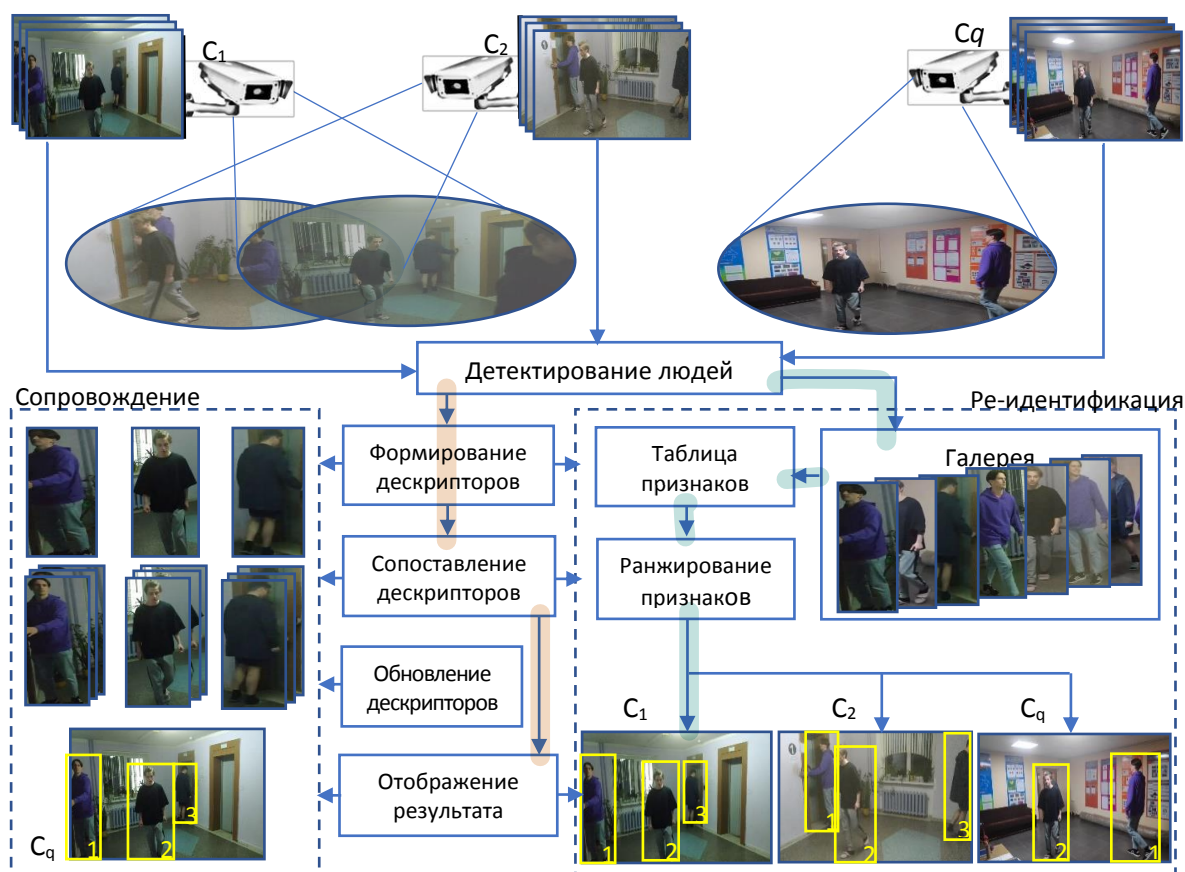 C1
C2
Cq
Детектирование людей
Сопровождение
Ре-идентификация
Формирование
дескрипторов
Таблица
признаков
Галерея
Сопоставление
дескрипторов
Ранжирование
признаков
Обновление
дескрипторов
C1
C2
Cq
Отображение
результата
Cq
1
2
3
1
2
3
1
2
3
2
1